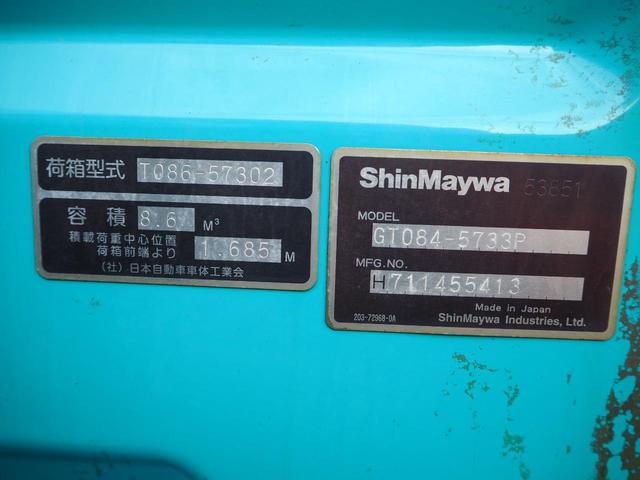 荷箱型式 T086-57302
容積 8.6 M³
積載荷重中心位置
荷箱前端より 1.685 M
(社)日本自動車車体工業会
ShinMaywa 53651
MODEL
GT084-5733P
MFG.NO.
H711455413
Made in Japan
203-72968-0A ShinMaywa Industries, Ltd.